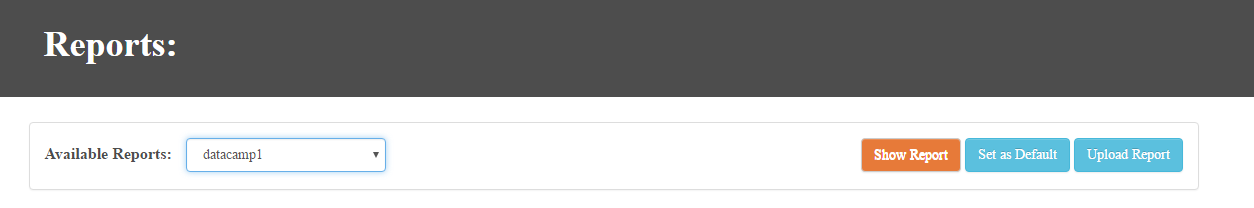 Reports:
Available Reports: datacamp1 Show Report Set as Default Upload Report